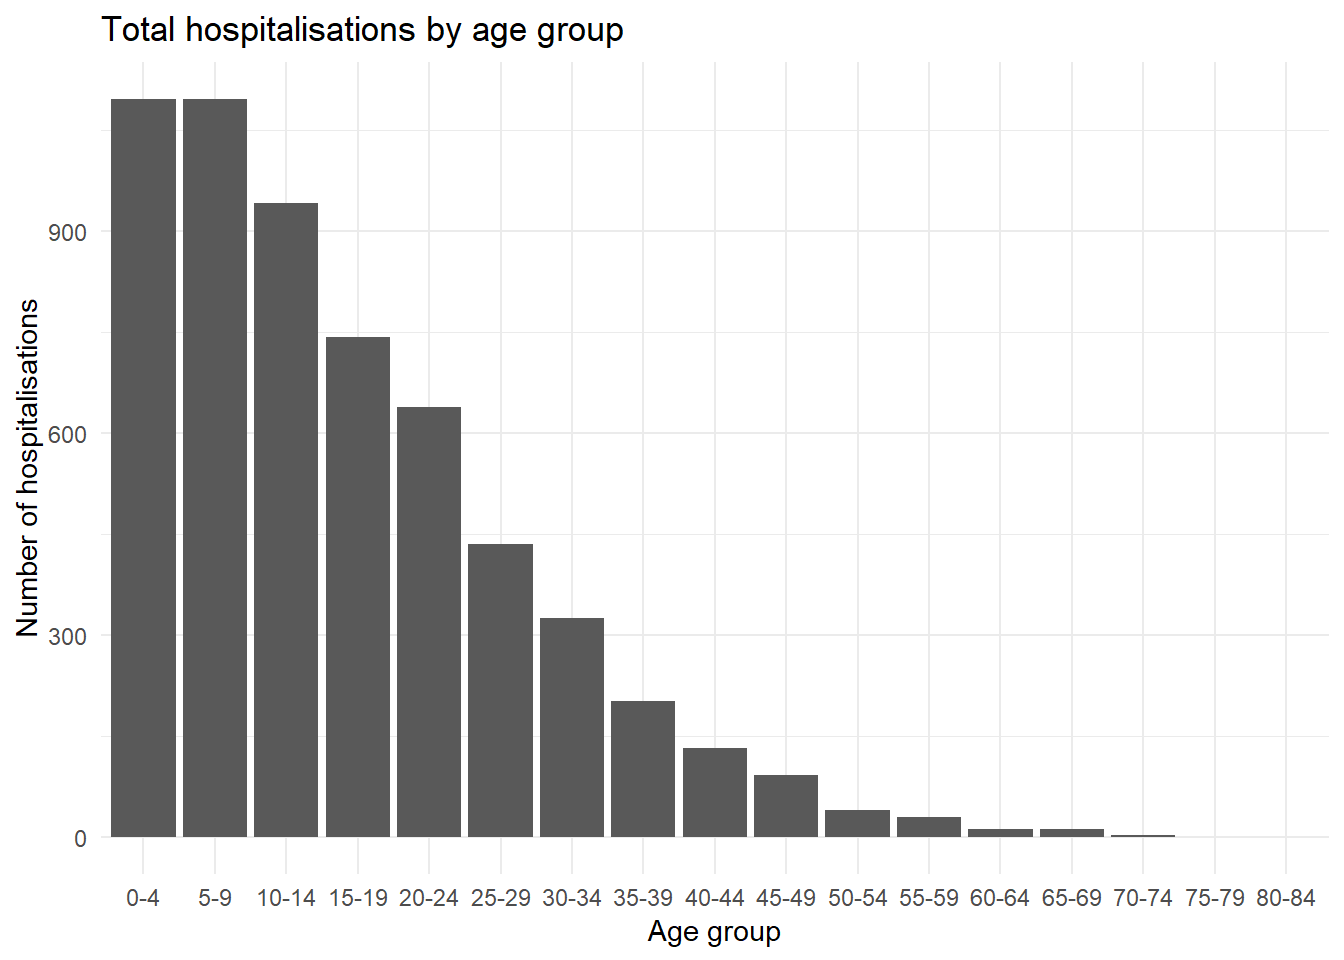 Total hospitalisations by age group
Number of hospitalisations
900
600
300
0
0-4 5-9 10-14 15-19 20-24 25-29 30-34 35-39 40-44 45-49 50-54 55-59 60-64 65-69 70-74 75-79 80-84
Age group